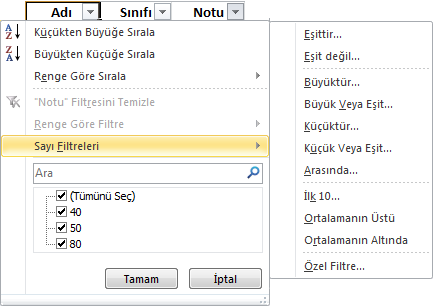 Adı Sınıfı Notu
Küçükten Büyüğe Sırala
Büyükten Küçüğe Sırala
Renge Göre Sırala
"Notu" Filtresini Temizle
Renge Göre Filtre
Sayı Filtreleri
Ara
(Tümünü Seç)
40
50
80
Tamam İptal
Eşittir...
Eşit değil...
Büyüktür...
Büyük Veya Eşit...
Küçüktür...
Küçük Veya Eşit...
Arasında...
İlk 10...
Ortalamanın Üstü
Ortalamanın Altında
Özel Filtre...